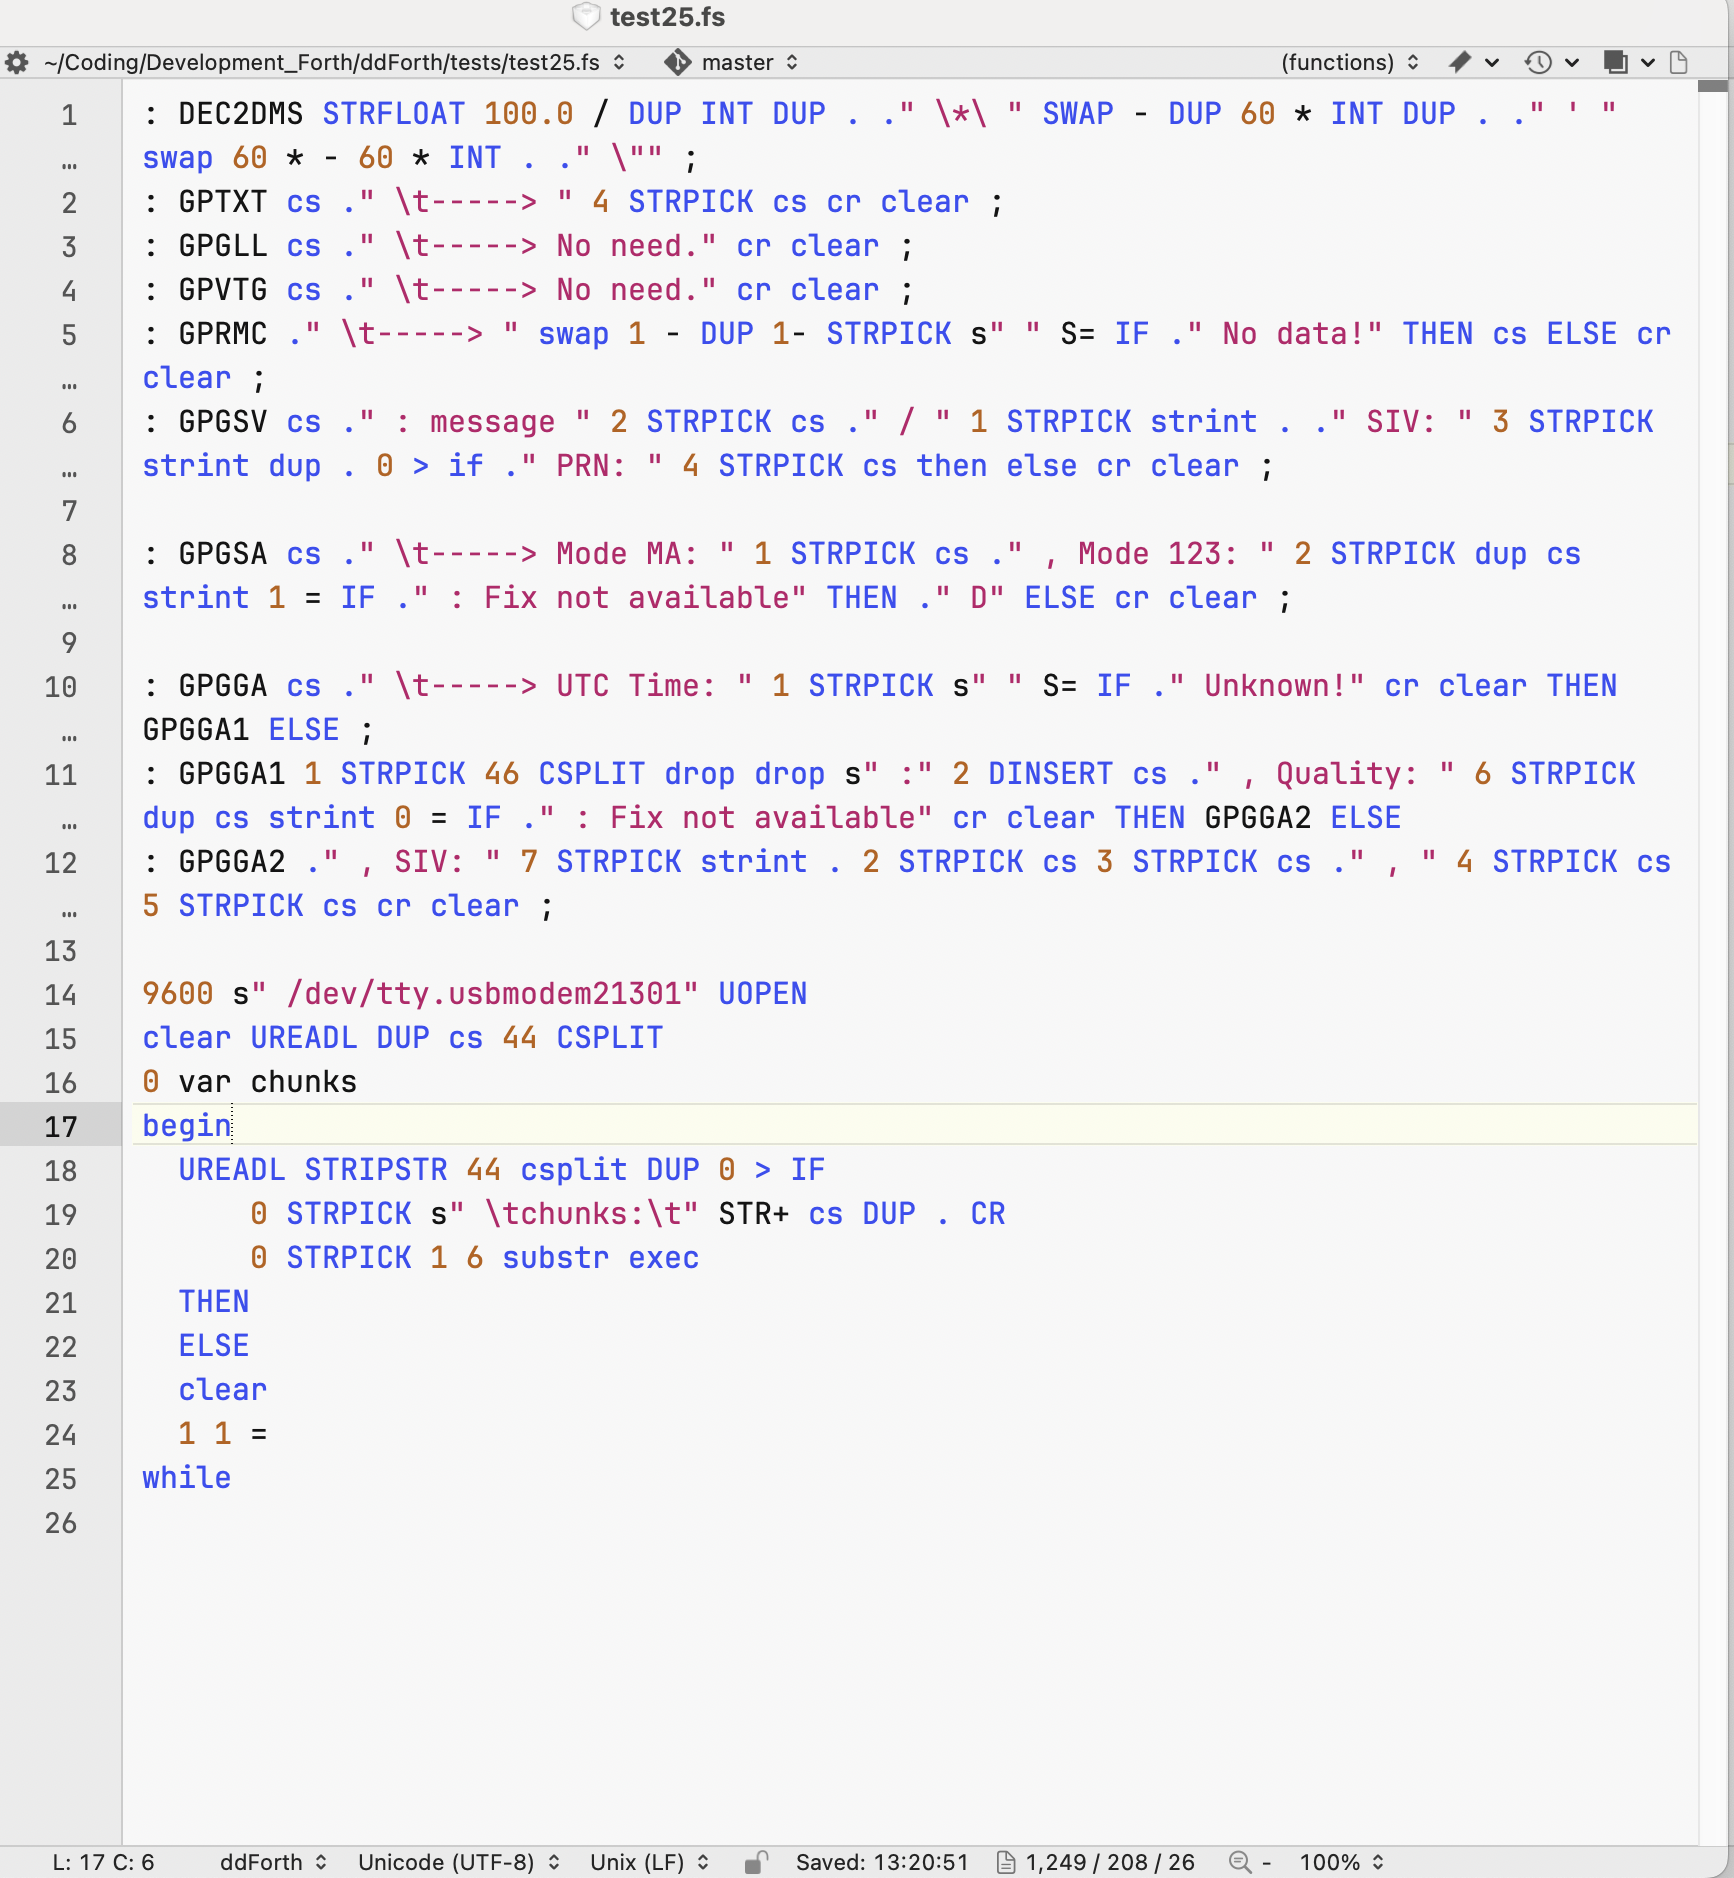 test25.fs
~/Coding/Development_Forth/ddForth/tests/test25.fs master (functions)
1 : DEC2DMS STRFLOAT 100.0 / DUP INT DUP . ." \*\ " SWAP - DUP 60 * INT DUP . ." ' "
… swap 60 * - 60 * INT . ." \"" ;
2 : GPTXT cs ." \t-----> " 4 STRPICK cs cr clear ;
3 : GPGLL cs ." \t-----> No need." cr clear ;
4 : GPVTG cs ." \t-----> No need." cr clear ;
5 : GPRMC ." \t-----> " swap 1 - DUP 1- STRPICK s" " S= IF ." No data!" THEN cs ELSE cr
… clear ;
6 : GPGSV cs ." : message " 2 STRPICK cs ." / " 1 STRPICK strint . ." SIV: " 3 STRPICK
… strint dup . 0 > if ." PRN: " 4 STRPICK cs then else cr clear ;
7
8 : GPGSA cs ." \t-----> Mode MA: " 1 STRPICK cs ." , Mode 123: " 2 STRPICK dup cs
… strint 1 = IF ." : Fix not available" THEN ." D" ELSE cr clear ;
9
10 : GPGGA cs ." \t-----> UTC Time: " 1 STRPICK s" " S= IF ." Unknown!" cr clear THEN
… GPGGA1 ELSE ;
11 : GPGGA1 1 STRPICK 46 CSPLIT drop drop s" :" 2 DINSERT cs ." , Quality: " 6 STRPICK
… dup cs strint 0 = IF ." : Fix not available" cr clear THEN GPGGA2 ELSE
12 : GPGGA2 ." , SIV: " 7 STRPICK strint . 2 STRPICK cs 3 STRPICK cs ." , " 4 STRPICK cs
… 5 STRPICK cs cr clear ;
13
14 9600 s" /dev/tty.usbmodem21301" UOPEN
15 clear UREADL DUP cs 44 CSPLIT
16 0 var chunks
17 begin
18 UREADL STRIPSTR 44 csplit DUP 0 > IF
19 0 STRPICK s" \tchunks:\t" STR+ cs DUP . CR
20 0 STRPICK 1 6 substr exec
21 THEN
22 ELSE
23 clear
24 1 1 =
25 while
26
L: 17 C: 6 ddForth Unicode (UTF-8) Unix (LF) Saved: 13:20:51 1,249 / 208 / 26 - 100%